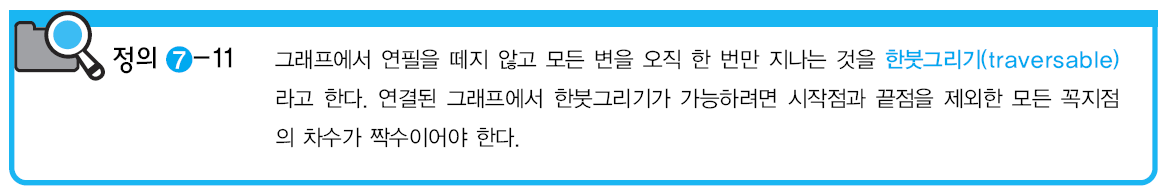 정의 7-11
그래프에서 연필을 떼지 않고 모든 변을 오직 한 번만 지나는 것을 한붓그리기(traversable)
라고 한다. 연결된 그래프에서 한붓그리기가 가능하려면 시작점과 끝점을 제외한 모든 꼭지점
의 차수가 짝수이어야 한다.